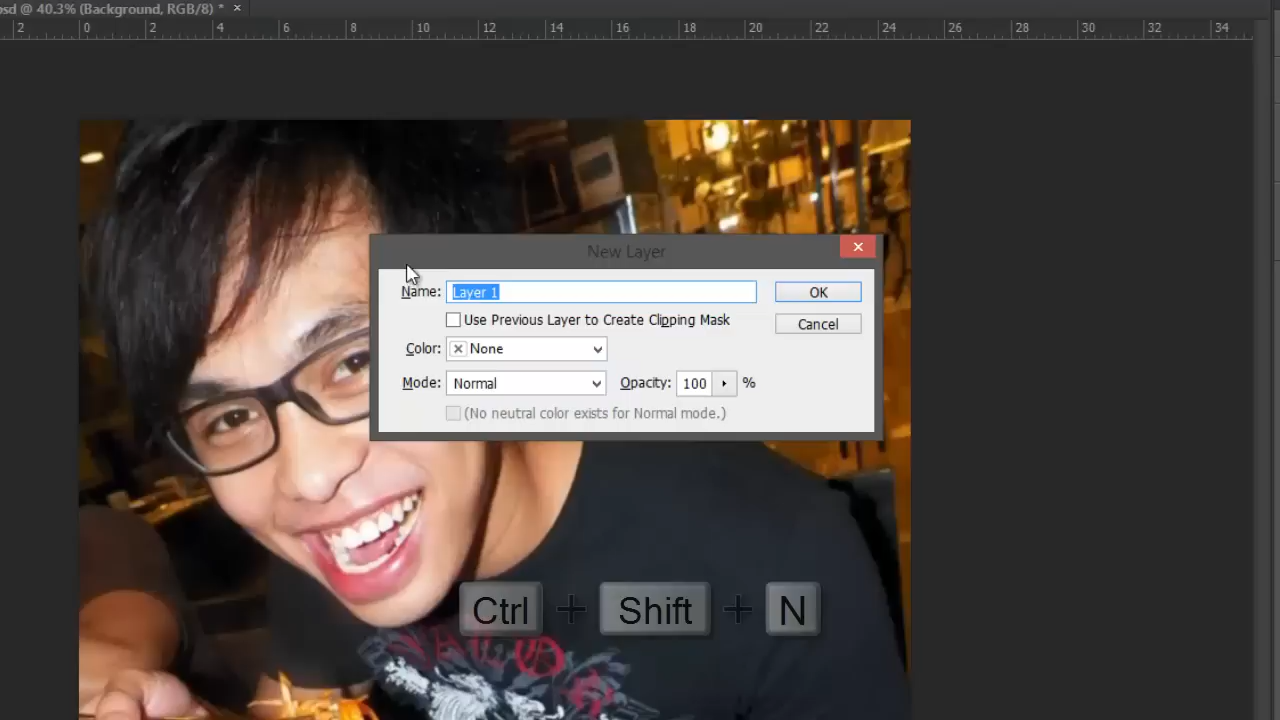 psd @ 40.3% (Background, RGB/8) * ×
2 0 2 4 6 8 10 12 14 16 18 20 22 24 26 28 30 32 34
New Layer
Name: Layer 1 OK
Use Previous Layer to Create Clipping Mask Cancel
Color: None
Mode: Normal Opacity: 100 %
(No neutral color exists for Normal mode.)
Ctrl + Shift + N